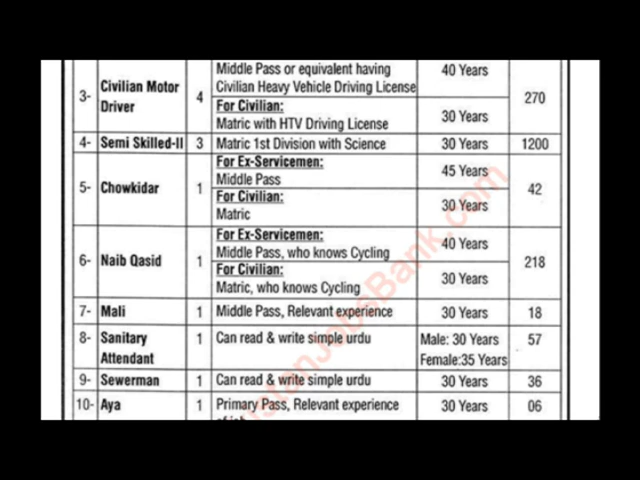 Middle Pass or equivalent having 40 Years
3- Civilian Motor 4 Civilian Heavy Vehicle Driving License 270
Driver For Civilian: 30 Years
Matric with HTV Driving License
4- Semi Skilled-II 3 Matric 1st Division with Science 30 Years 1200
For Ex-Servicemen: 45 Years
5- Chowkidar 1 Middle Pass 42
For Civilian: 30 Years
Matric
For Ex-Servicemen: 40 Years
6- Naib Qasid 1 Middle Pass, who knows Cycling 218
For Civilian: 30 Years
Matric, who knows Cycling
7- Mali 1 Middle Pass, Relevant experience 30 Years 18
8- Sanitary 1 Can read & write simple urdu Male: 30 Years 57
Attendant Female:35 Years
9- Sewerman 1 Can read & write simple urdu 30 Years 36
10- Aya 1 Primary Pass, Relevant experience 30 Years 06